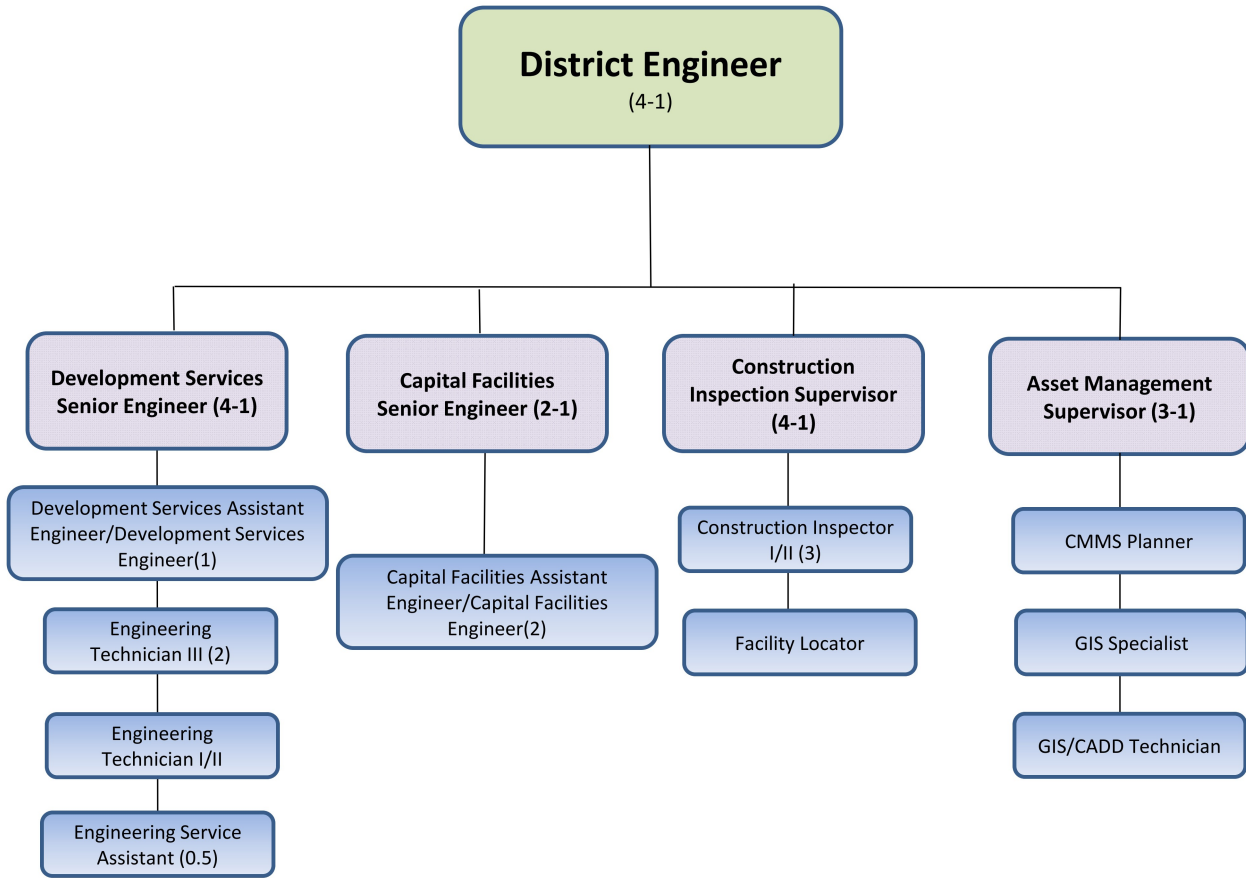 District Engineer
(4-1)
Development Services
Senior Engineer (4-1)
Development Services Assistant
Engineer/Development Services
Engineer(1)
Engineering
Technician III (2)
Engineering
Technician I/II
Engineering Service
Assistant (0.5)
Capital Facilities
Senior Engineer (2-1)
Capital Facilities Assistant
Engineer/Capital Facilities
Engineer(2)
Construction
Inspection Supervisor
(4-1)
Construction Inspector
I/II (3)
Facility Locator
Asset Management
Supervisor (3-1)
CMMS Planner
GIS Specialist
GIS/CADD Technician